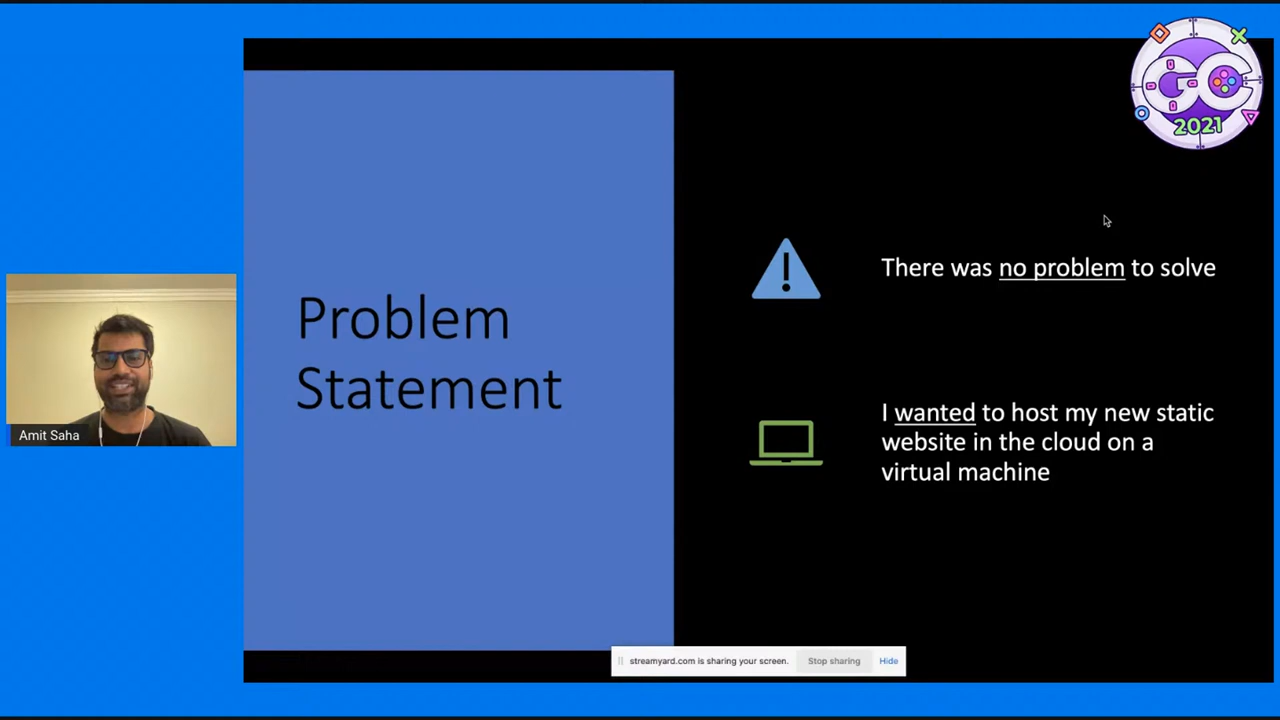 GC
2021
Problem
Statement
There was no problem to solve
I wanted to host my new static
website in the cloud on a
virtual machine
Amit Saha
streamyard.com is sharing your screen.
Stop sharing
Hide